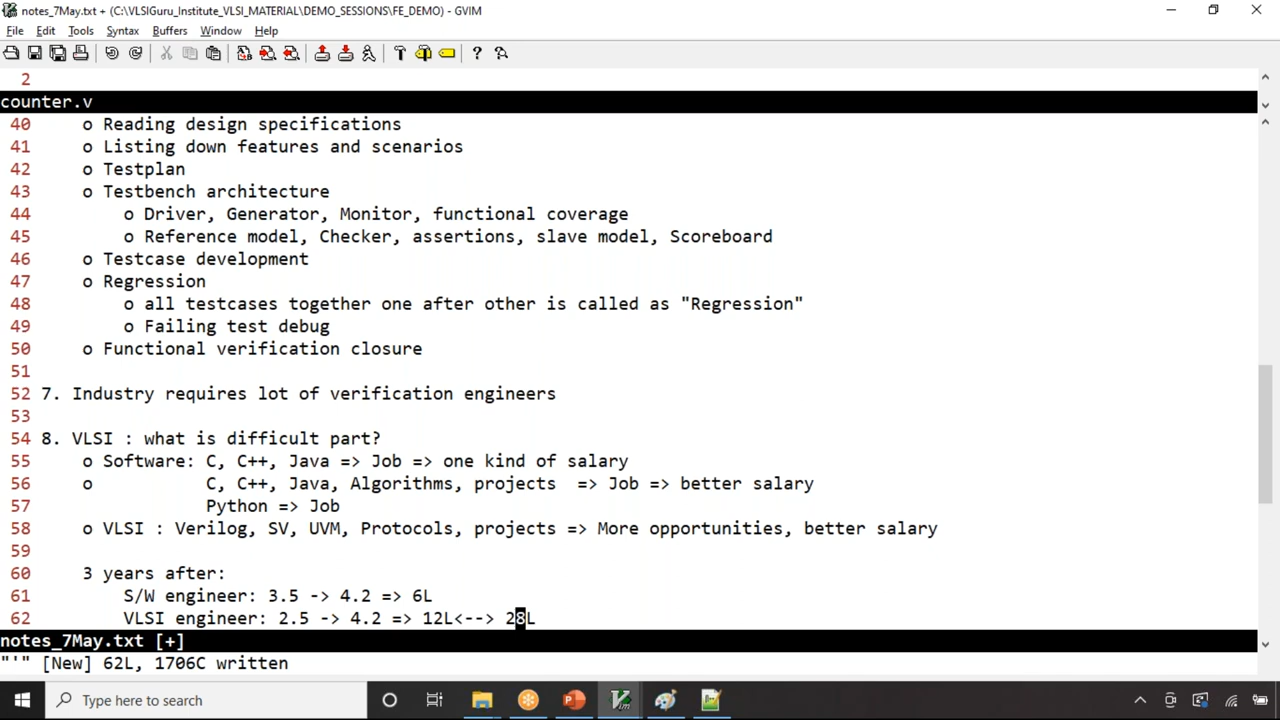 notes_7May.txt + (C:\VLSIGuru_Institute_VLSI_MATERIAL\DEMO_SESSIONS\FE_DEMO) - GVIM
File Edit Tools Syntax Buffers Window Help
2
counter.v
40 o Reading design specifications
41 o Listing down features and scenarios
42 o Testplan
43 o Testbench architecture
44 o Driver, Generator, Monitor, functional coverage
45 o Reference model, Checker, assertions, slave model, Scoreboard
46 o Testcase development
47 o Regression
48 o all testcases together one after other is called as "Regression"
49 o Failing test debug
50 o Functional verification closure
51
52 7. Industry requires lot of verification engineers
53
54 8. VLSI : what is difficult part?
55 o Software: C, C++, Java => Job => one kind of salary
56 o C, C++, Java, Algorithms, projects => Job => better salary
57 Python => Job
58 o VLSI : Verilog, SV, UVM, Protocols, projects => More opportunities, better salary
59
60 3 years after:
61 S/W engineer: 3.5 -> 4.2 => 6L
62 VLSI engineer: 2.5 -> 4.2 => 12L<--> 28L
notes_7May.txt [+]
"'" [New] 62L, 1706C written
Type here to search